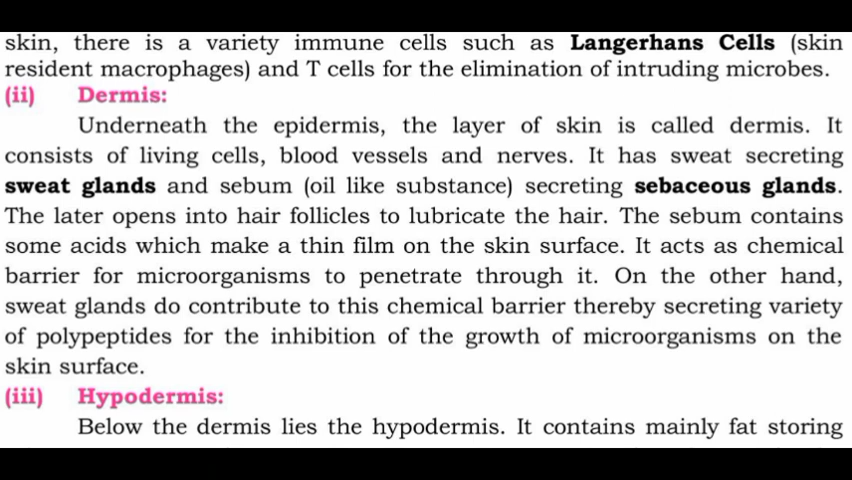 skin, there is a variety immune cells such as Langerhans Cells (skin
resident macrophages) and T cells for the elimination of intruding microbes.
(ii) Dermis:
Underneath the epidermis, the layer of skin is called dermis. It
consists of living cells, blood vessels and nerves. It has sweat secreting
sweat glands and sebum (oil like substance) secreting sebaceous glands.
The later opens into hair follicles to lubricate the hair. The sebum contains
some acids which make a thin film on the skin surface. It acts as chemical
barrier for microorganisms to penetrate through it. On the other hand,
sweat glands do contribute to this chemical barrier thereby secreting variety
of polypeptides for the inhibition of the growth of microorganisms on the
skin surface.
(iii) Hypodermis:
Below the dermis lies the hypodermis. It contains mainly fat storing